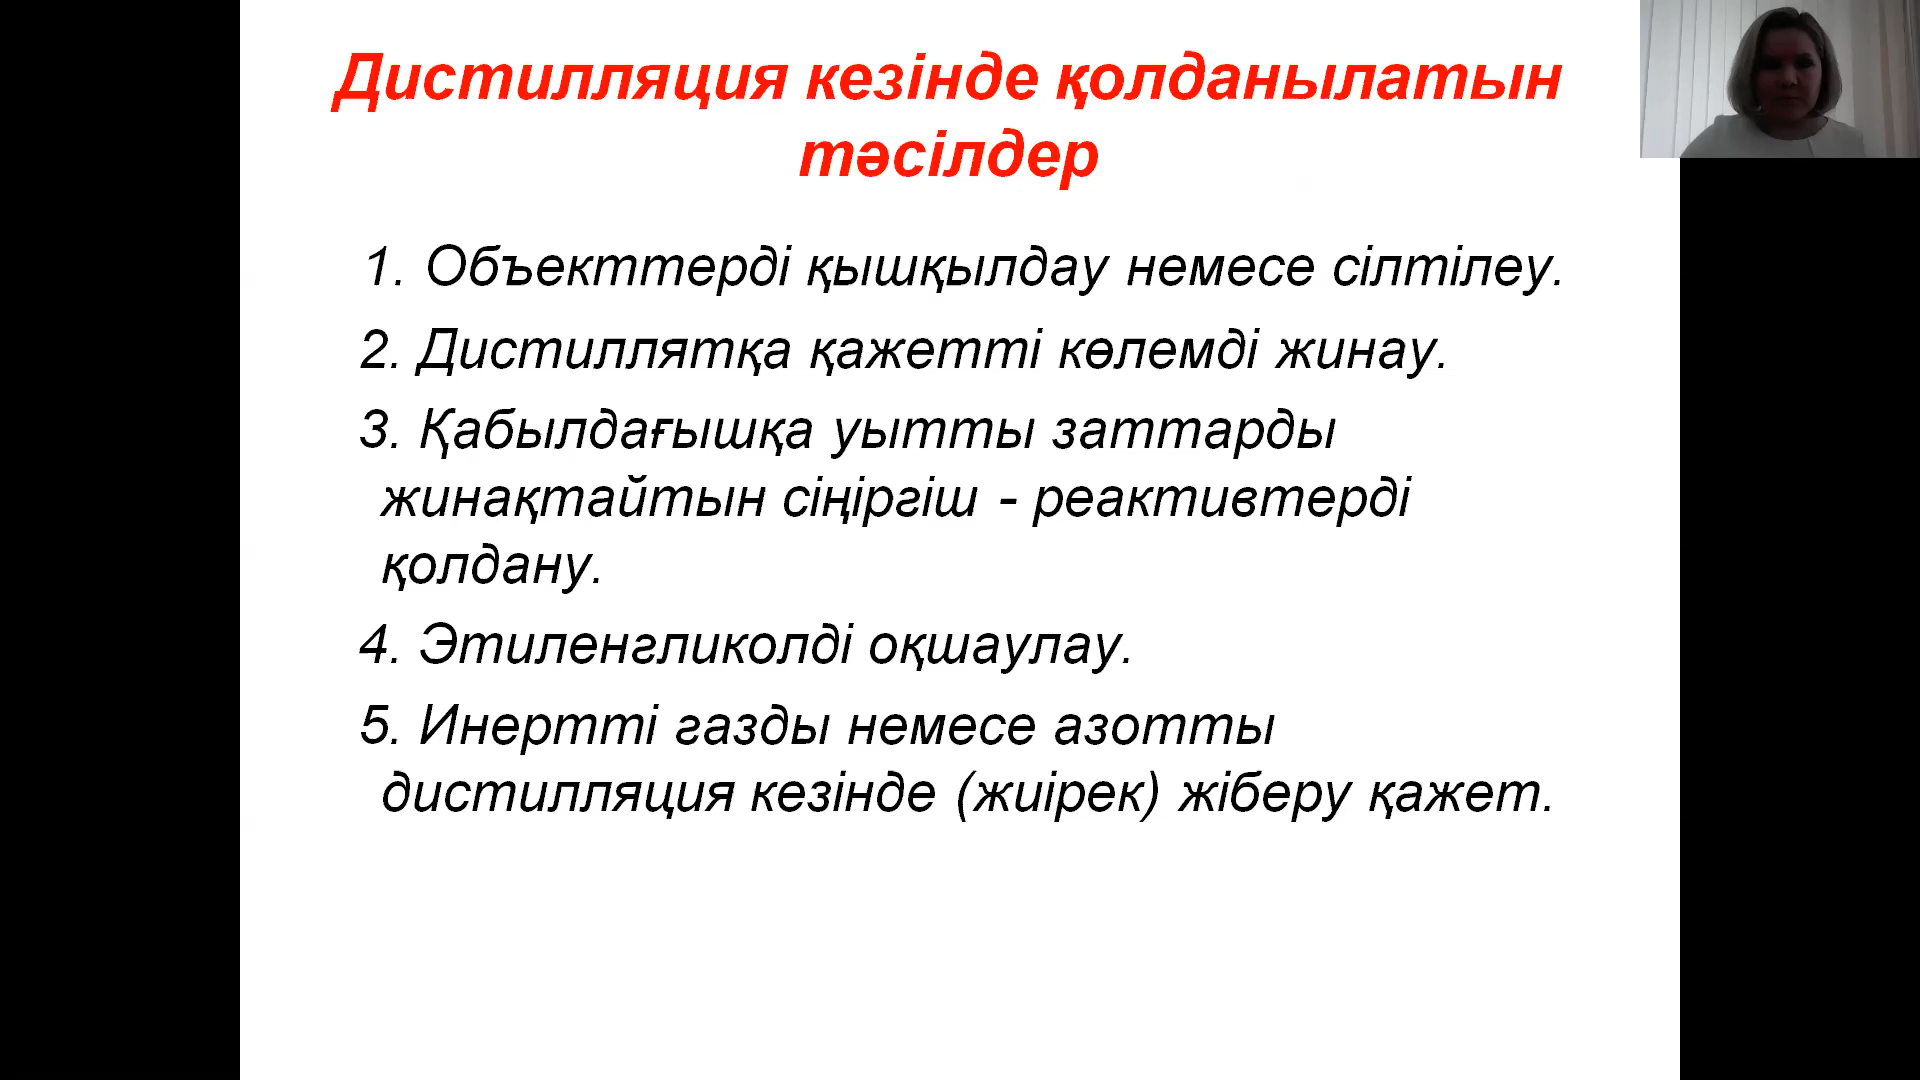 Дистилляция кезінде қолданылатын
тәсілдер
1. Объекттерді қышқылдау немесе сілтілеу.
2. Дистиллятқа қажетті көлемді жинау.
3. Қабылдағышқа уытты заттарды
жинақтайтын сіңіргіш - реактивтерді
қолдану.
4. Этиленгликолді оқшаулау.
5. Инертті газды немесе азотты
дистилляция кезінде (жиірек) жіберу қажет.